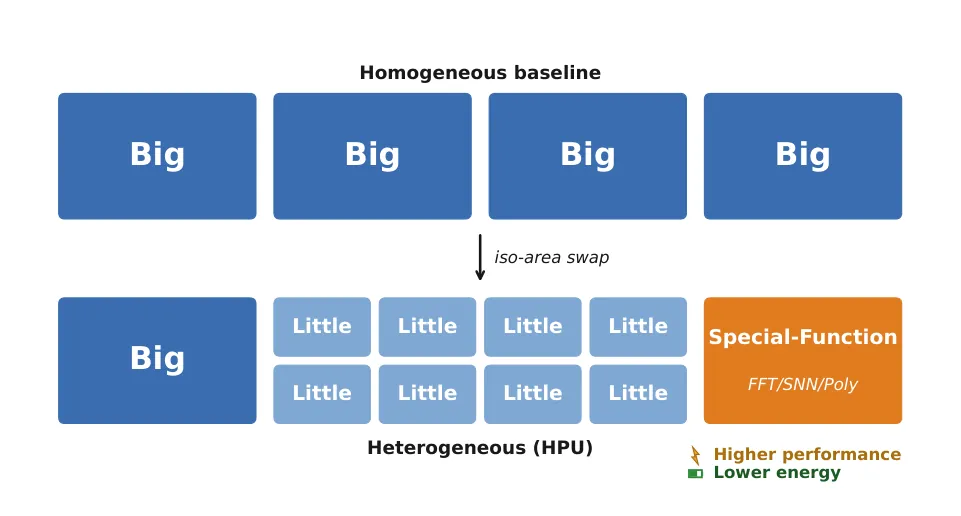 Homogeneous baseline
Big Big Big Big
iso-area swap
Big Little Little Little Little Special-Function
Little Little Little Little FFT/SNN/Poly
Heterogeneous (HPU)
Higher performance
Lower energy